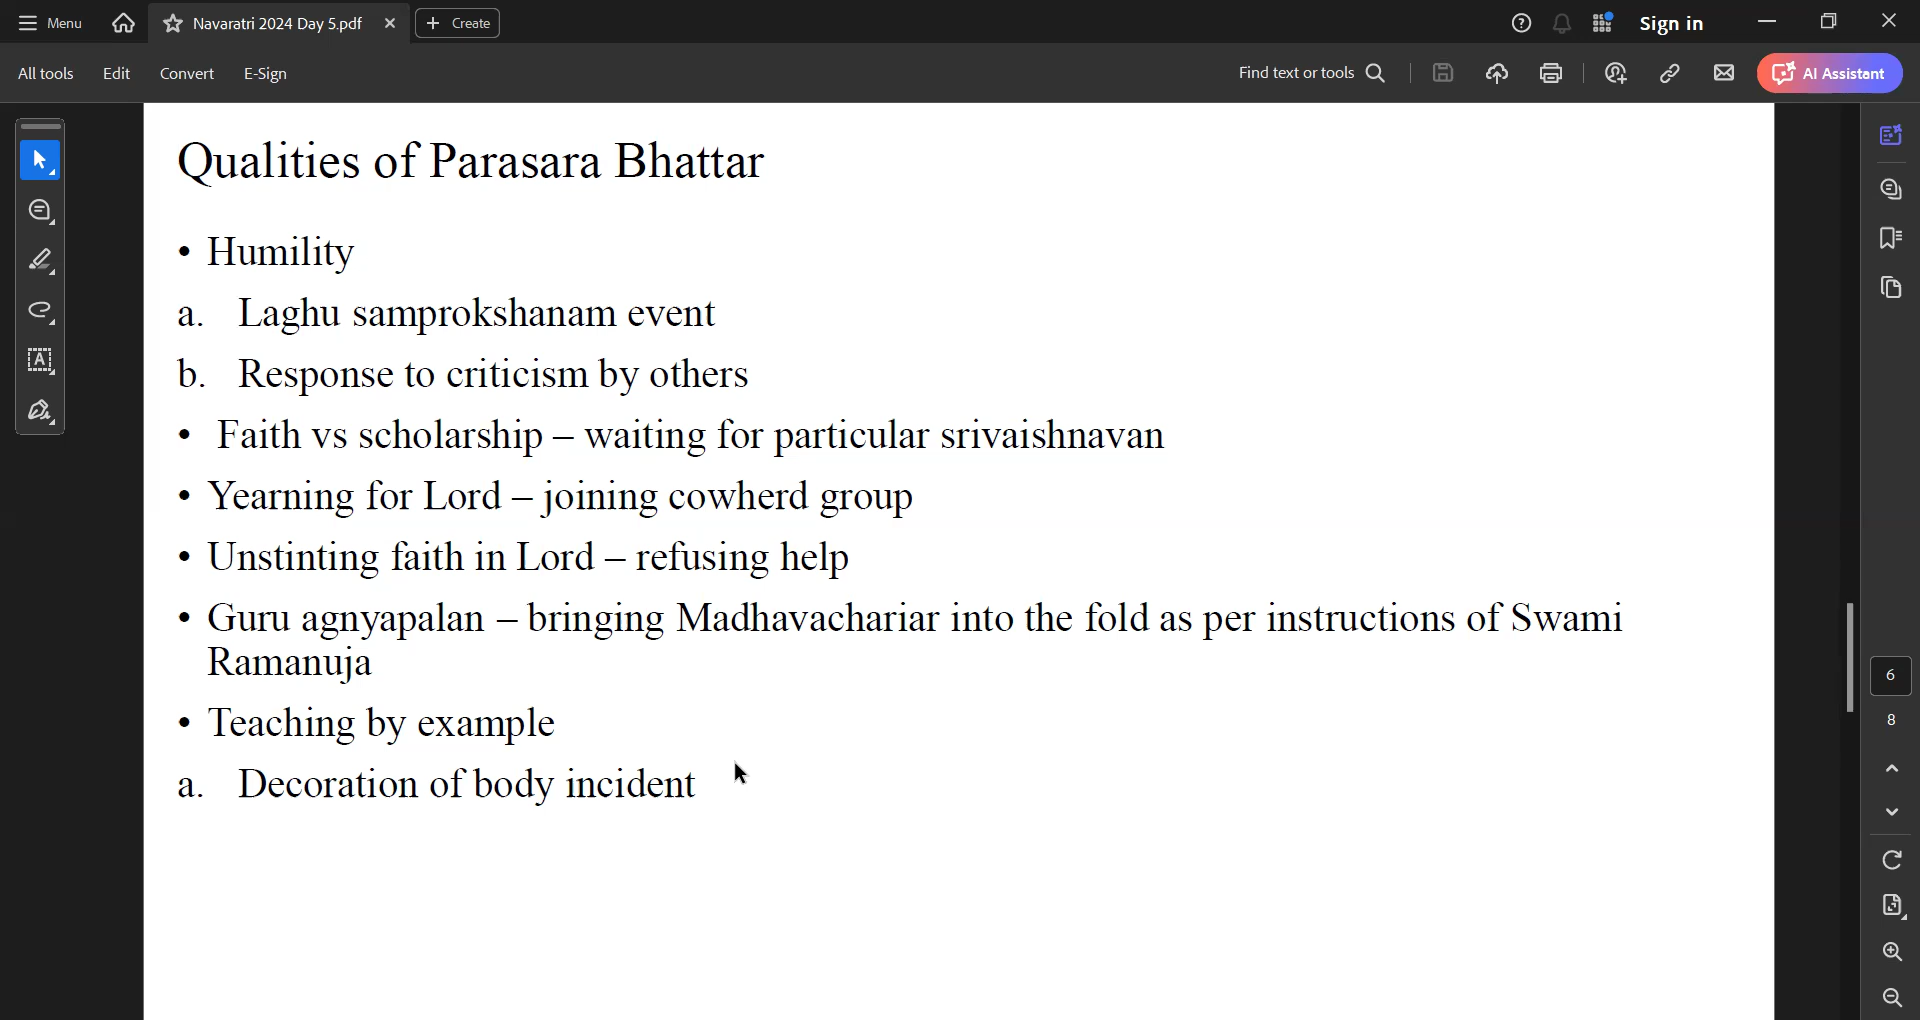 Menu
Navaratri 2024 Day 5.pdf
Create
Sign in
All tools
Edit
Convert
E-Sign
Find text or tools
AI Assistant
Qualities of Parasara Bhattar
• Humility
a. Laghu samprokshanam event
b. Response to criticism by others
• Faith vs scholarship – waiting for particular srivaishnavan
• Yearning for Lord – joining cowherd group
• Unstinting faith in Lord – refusing help
• Guru agnyapalan – bringing Madhavachariar into the fold as per instructions of Swami
Ramanuja
• Teaching by example
a. Decoration of body incident
6
8